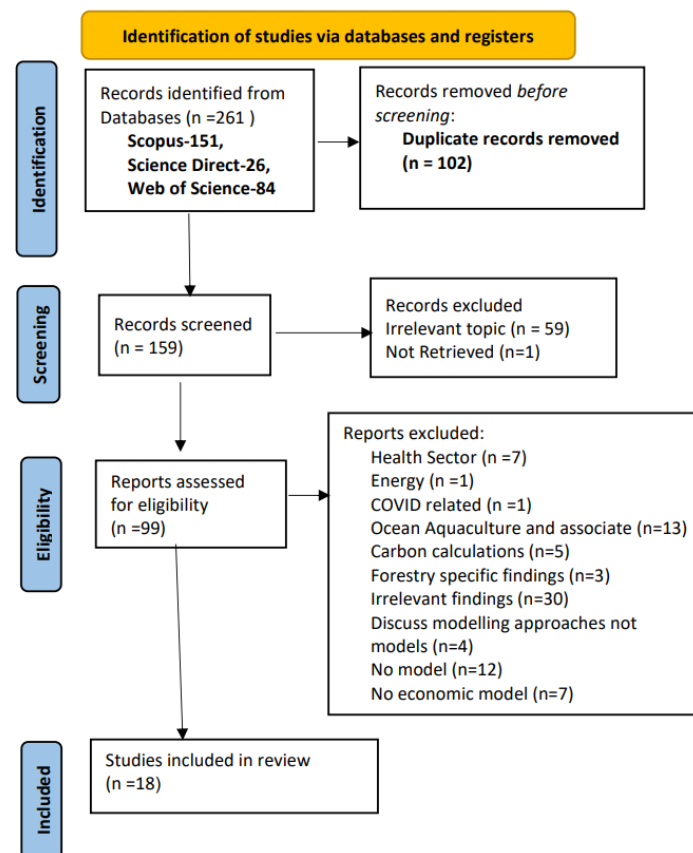 Identification of studies via databases and registers
Identification
Records identified from
Databases (n =261 )
Scopus-151,
Science Direct-26,
Web of Science-84
Records removed before
screening:
Duplicate records removed
(n = 102)
Screening
Records screened
(n = 159)
Records excluded
Irrelevant topic (n = 59)
Not Retrieved (n=1)
Eligibility
Reports assessed
for eligibility
(n =99)
Reports excluded:
Health Sector (n =7)
Energy (n =1)
COVID related (n =1)
Ocean Aquaculture and associate (n=13)
Carbon calculations (n=5)
Forestry specific findings (n=3)
Irrelevant findings (n=30)
Discuss modelling approaches not
models (n=4)
No model (n=12)
No economic model (n=7)
Included
Studies included in review
(n =18)